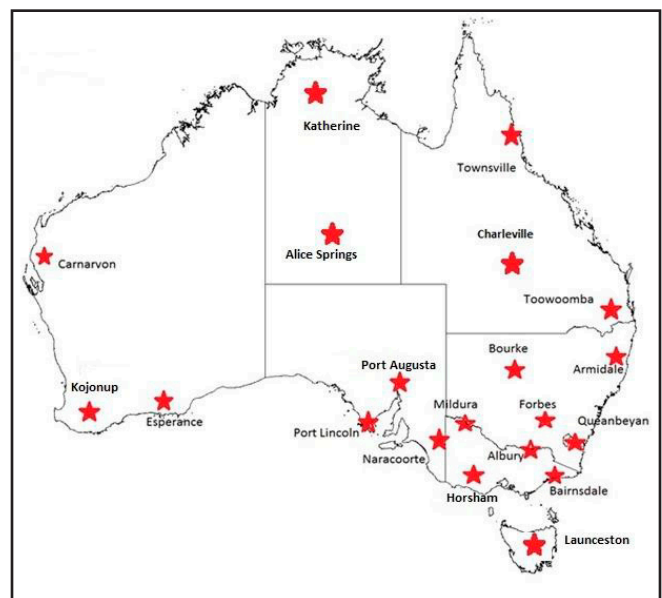 Katherine
Townsville
Charleville
Alice Springs
Carnarvon
Toowoomba
Bourke
Port Augusta
Armidale
Kojonup
Mildura
Forbes
Esperance
Queanbeyan
Port Lincoln
Albury
Naracoorte
Bairnsdale
Horsham
Launceston